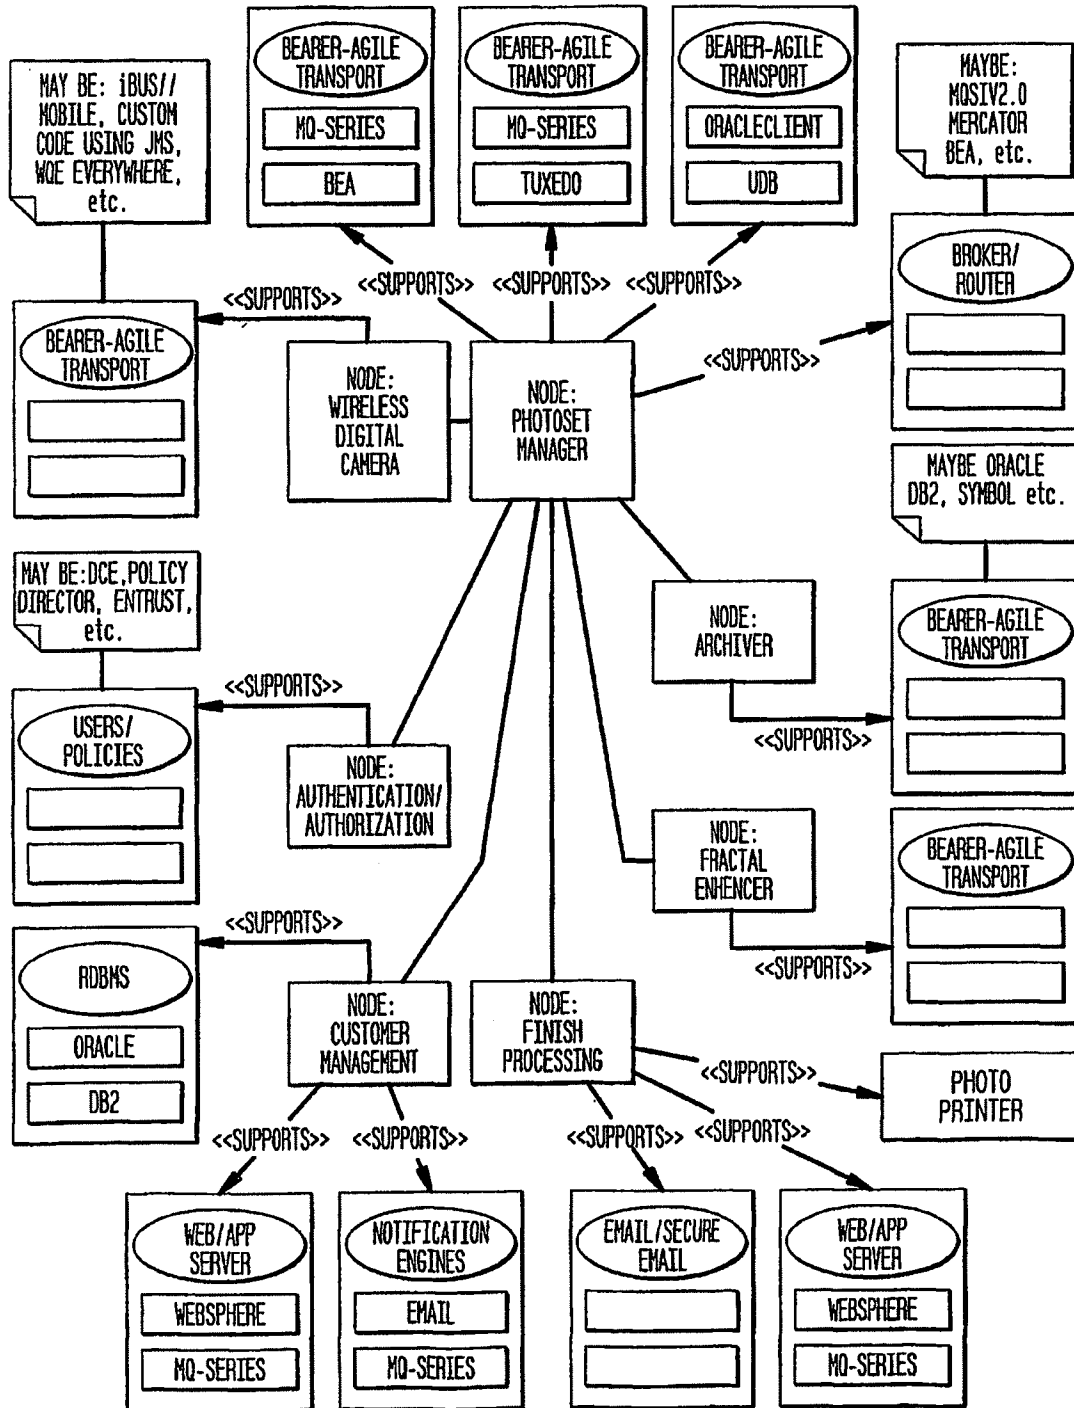 BEARER-AGILE
TRANSPORT
MQ-SERIES
BEA
BEARER-AGILE
TRANSPORT
MQ-SERIES
TUXEDO
BEARER-AGILE
TRANSPORT
ORACLECLIENT
UDB
MAY BE: iBUS//
MOBILE, CUSTOM
CODE USING JMS,
WQE EVERYWHERE,
etc.
MAYBE:
MQSIV2.0
MERCATOR
BEA, etc.
<<SUPPORTS>>
<<SUPPORTS>>
<<SUPPORTS>>
<<SUPPORTS>>
<<SUPPORTS>>
BROKER/
ROUTER
BEARER-AGILE
TRANSPORT
NODE:
WIRELESS
DIGITAL
CAMERA
NODE:
PHOTOSET
MANAGER
MAYBE ORACLE
DB2, SYMBOL etc.
MAY BE:DCE,POLICY
DIRECTOR, ENTRUST,
etc.
NODE:
ARCHIVER
BEARER-AGILE
TRANSPORT
<<SUPPORTS>>
<<SUPPORTS>>
USERS/
POLICIES
NODE:
AUTHENTICATION/
AUTHORIZATION
NODE:
FRACTAL
ENHENCER
BEARER-AGILE
TRANSPORT
<<SUPPORTS>>
<<SUPPORTS>>
RDBMS
ORACLE
DB2
NODE:
CUSTOMER
MANAGEMENT
NODE:
FINISH
PROCESSING
<<SUPPORTS>>
PHOTO
PRINTER
<<SUPPORTS>>
<<SUPPORTS>>
<<SUPPORTS>>
<<SUPPORTS>>
WEB/APP
SERVER
WEBSPHERE
MQ-SERIES
NOTIFICATION
ENGINES
EMAIL
MQ-SERIES
EMAIL/SECURE
EMAIL
WEB/APP
SERVER
WEBSPHERE
MQ-SERIES